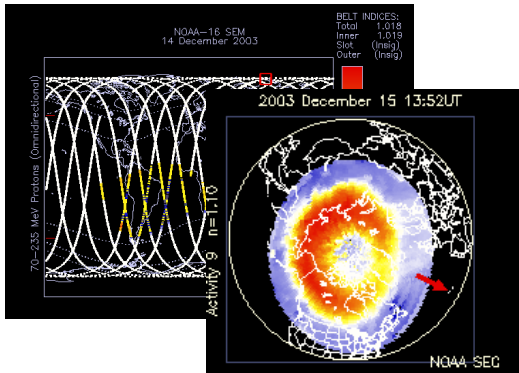 NOAA-16 SEM
14 December 2003
BELT INDICES:
Total 1.018
Inner 1.019
Slot (Insig)
Outer (Insig)
70-235 MeV Protons (Omnidirectional)
2003 December 15 13:52UT
Activity 9 n=1.10
NOAA SEC